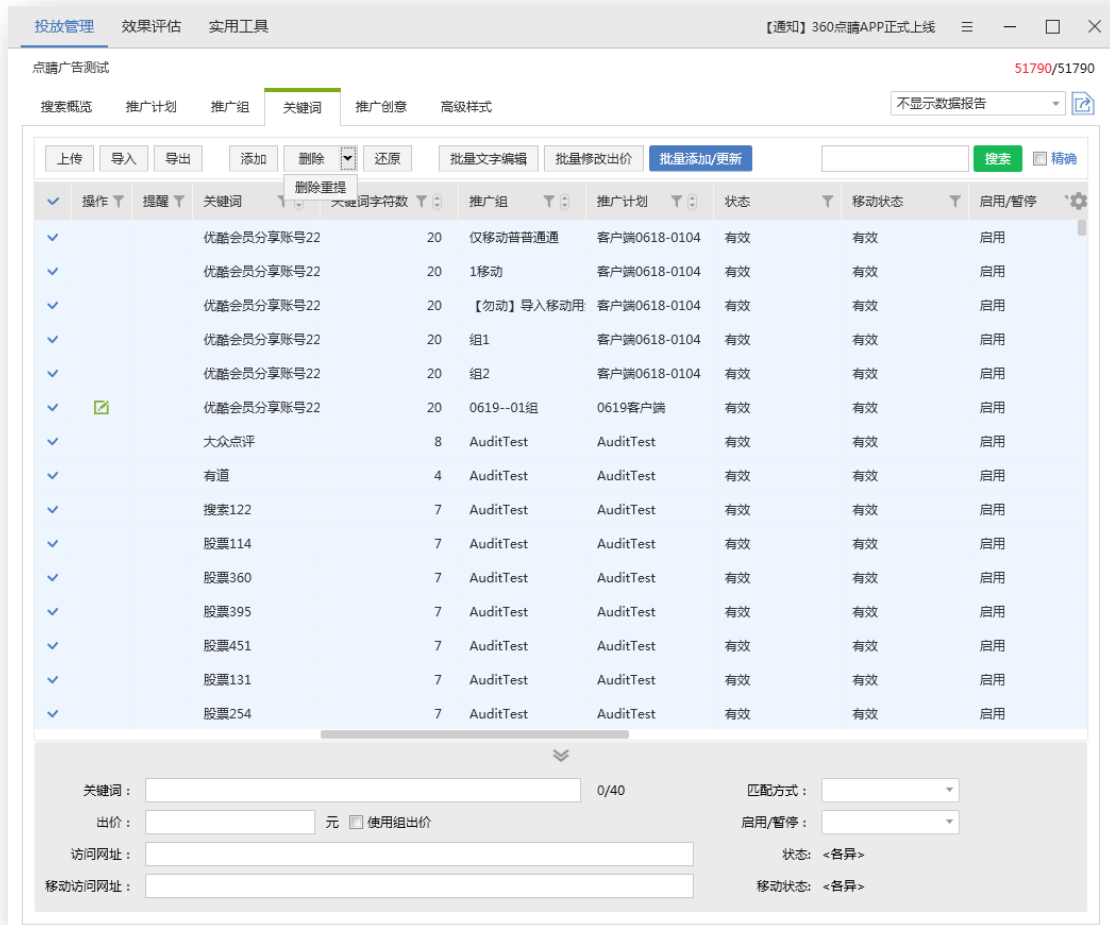 投放管理 效果评估 实用工具 【通知】360点睛APP正式上线
点睛广告测试 51790/51790
搜索概览 推广计划 推广组 关键词 推广创意 高级样式 不显示数据报告
上传 导入 导出 添加 删除 还原 批量文字编辑 批量修改出价 批量添加/更新 搜索 精确
删除重提
操作 提醒 关键词 关键词字符数 推广组 推广计划 状态 移动状态 启用/暂停
优酷会员分享账号22 20 仅移动普普通通 客户端0618-0104 有效 有效 启用
优酷会员分享账号22 20 1移动 客户端0618-0104 有效 有效 启用
优酷会员分享账号22 20 【勿动】导入移动用 客户端0618-0104 有效 有效 启用
优酷会员分享账号22 20 组1 客户端0618-0104 有效 有效 启用
优酷会员分享账号22 20 组2 客户端0618-0104 有效 有效 启用
优酷会员分享账号22 20 0619--01组 0619客户端 有效 有效 启用
大众点评 8 AuditTest AuditTest 有效 有效 启用
有道 4 AuditTest AuditTest 有效 有效 启用
搜索122 7 AuditTest AuditTest 有效 有效 启用
股票114 7 AuditTest AuditTest 有效 有效 启用
股票360 7 AuditTest AuditTest 有效 有效 启用
股票395 7 AuditTest AuditTest 有效 有效 启用
股票451 7 AuditTest AuditTest 有效 有效 启用
股票131 7 AuditTest AuditTest 有效 有效 启用
股票254 7 AuditTest AuditTest 有效 有效 启用
关键词： 0/40 匹配方式：
出价： 元 使用组出价 启用/暂停：
访问网址： 状态: <各异>
移动访问网址： 移动状态: <各异>